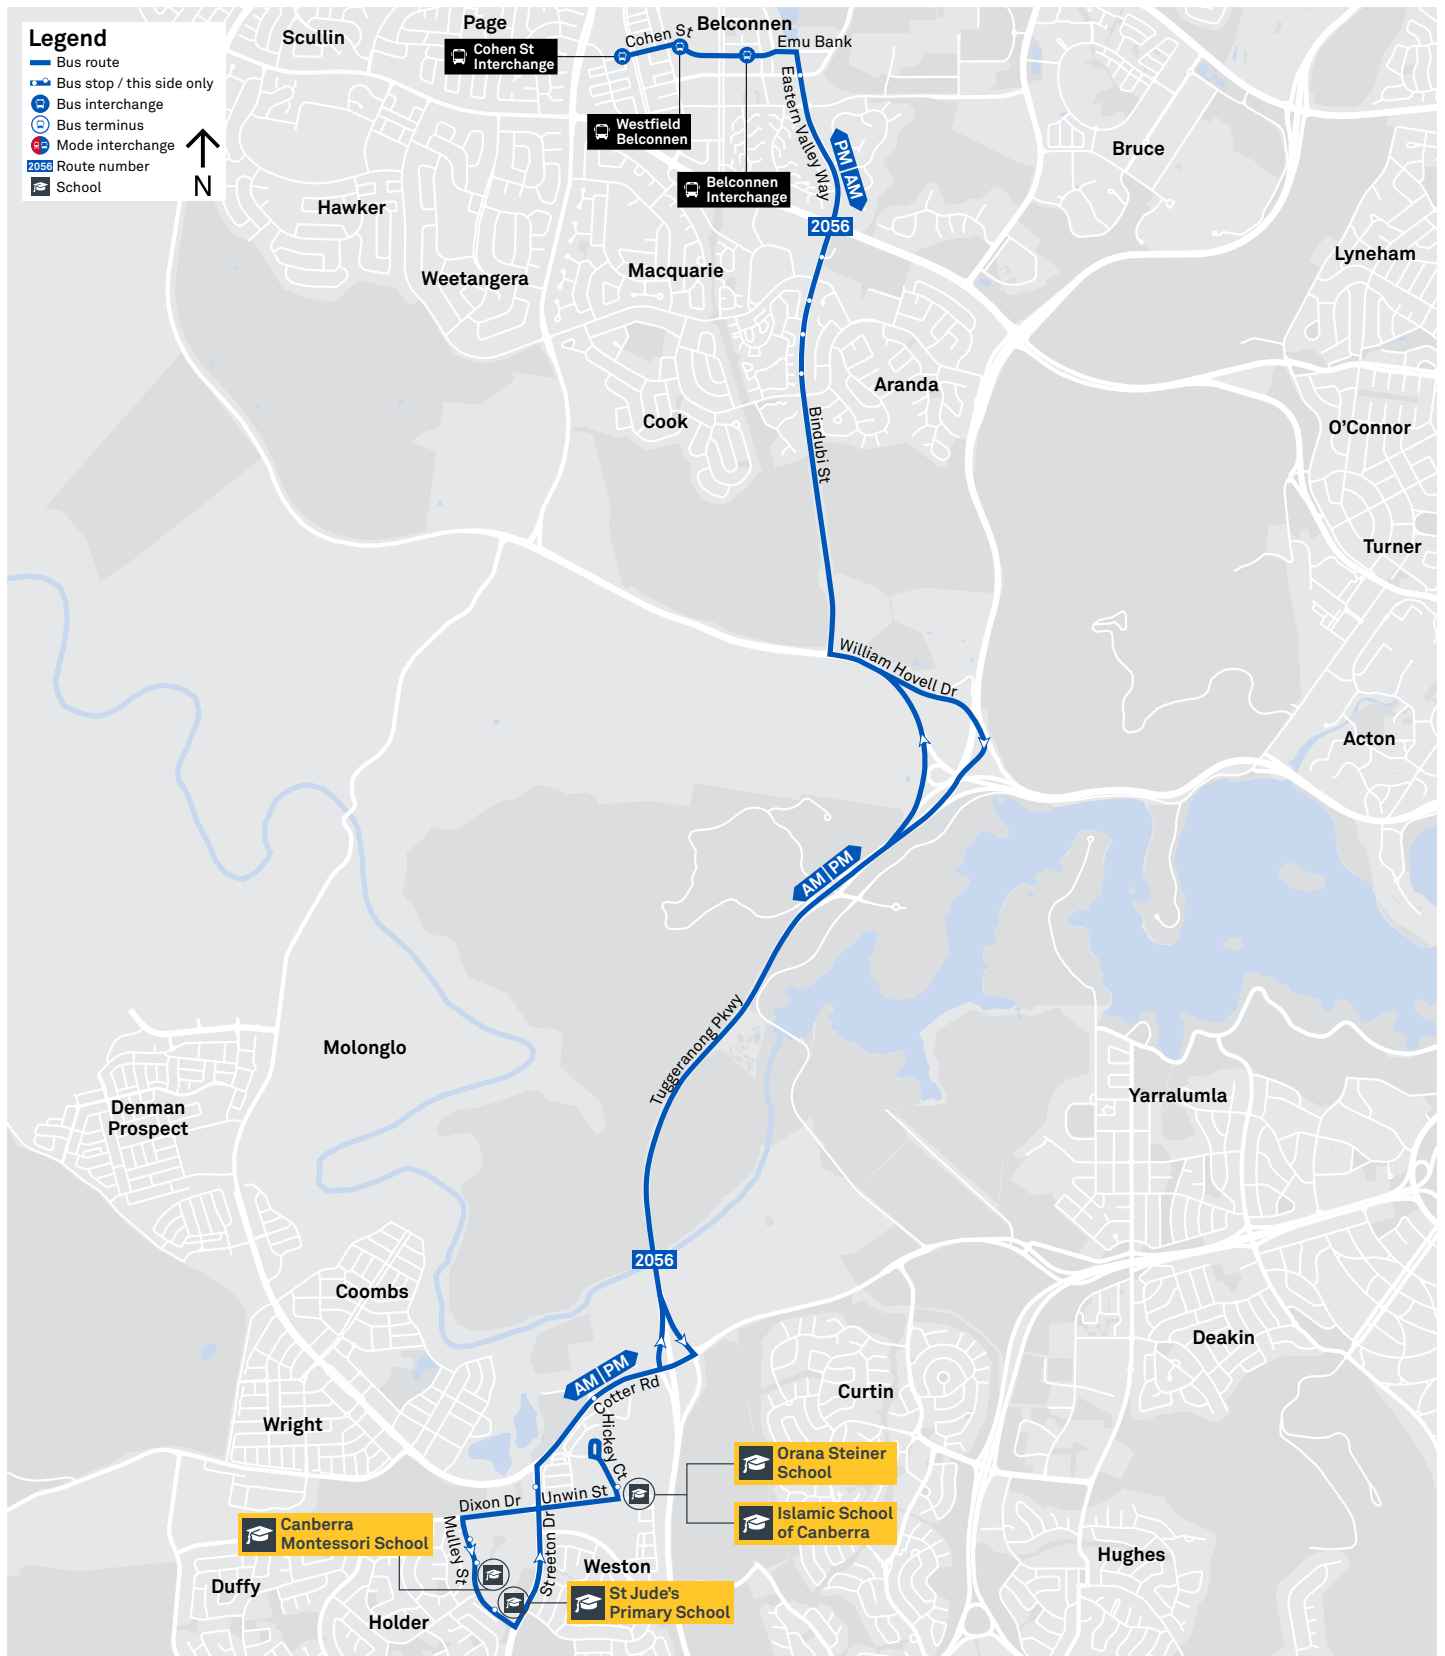 Legend
Bus route
Bus stop / this side only
Bus interchange
Bus terminus
Mode interchange
2056 Route number
School
N
Scullin
Page
Belconnen
Cohen St
Interchange
Cohen St
Emu Bank
Westfield
Belconnen
Belconnen
Interchange
Eastern Valley Way
PM AM
2056
Bruce
Hawker
Lyneham
Weetangera
Macquarie
Aranda
Cook
Bindubi St
O'Connor
Turner
William Hovell Dr
Acton
AM PM
Tuggeranong Pkwy
Molonglo
Denman
Prospect
Yarralumla
2056
Coombs
Deakin
AM PM
Cotter Rd
Curtin
Wright
Hickey Ct
Orana Steiner
School
Unwin St
Dixon Dr
Islamic School
of Canberra
Canberra
Montessori School
Mulley St
Streeton Dr
Weston
Hughes
Duffy
St Jude's
Primary School
Holder